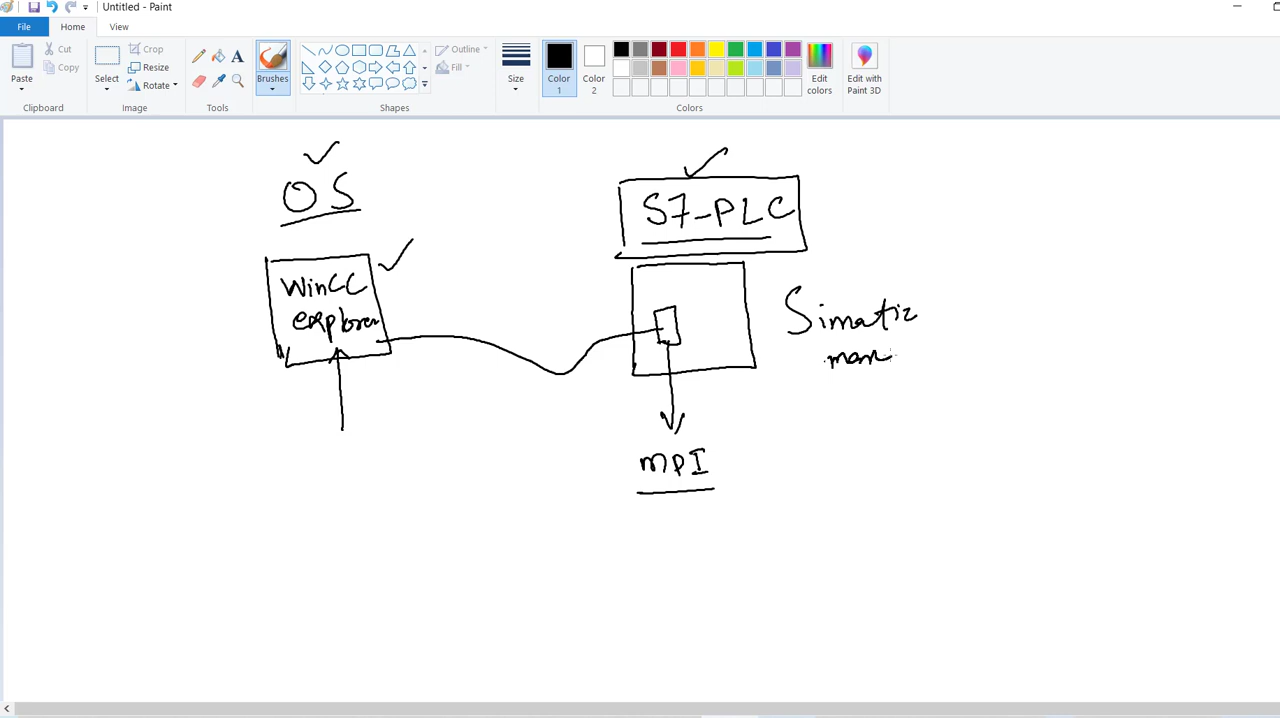 Untitled - Paint
File Home View
Paste
Cut
Copy
Clipboard
Select
Crop
Resize
Rotate
Image
A
Tools
Brushes
Outline
Fill
Shapes
Size
Color 1
Color 2
Edit colors
Colors
Edit with Paint 3D
OS
S7-PLC
WinCC
explorer
Simatic
man
MPI